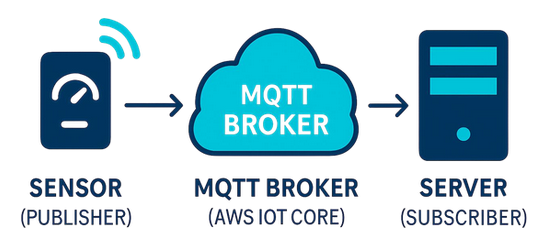 MQTT
BROKER
SENSOR
(PUBLISHER)
MQTT BROKER
(AWS IOT CORE)
SERVER
(SUBSCRIBER)